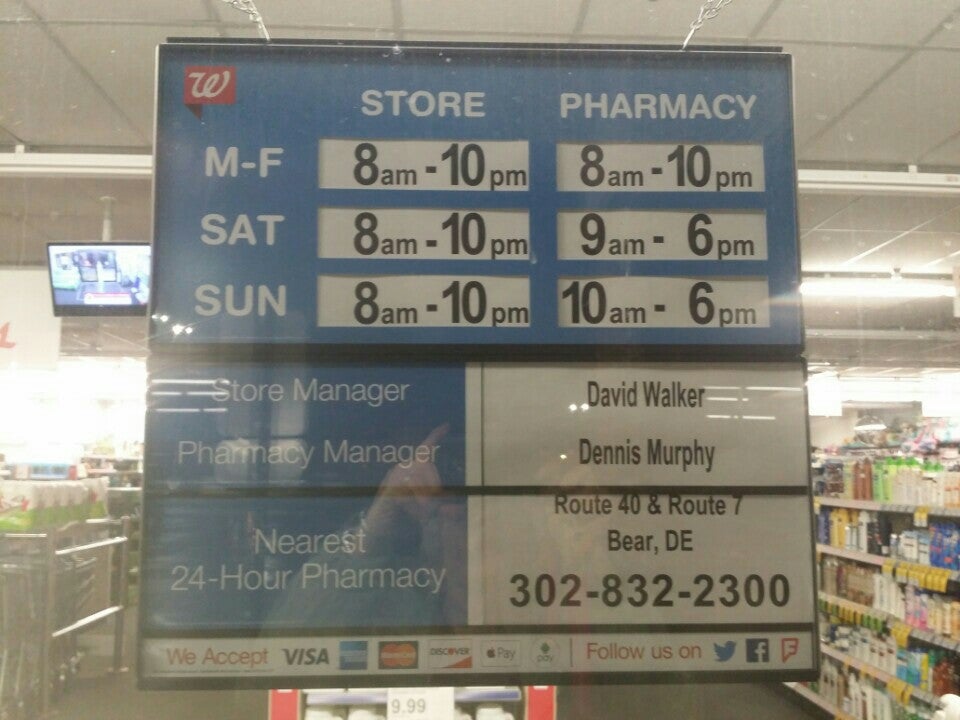 W STORE PHARMACY
M-F 8am - 10pm 8am - 10pm
SAT 8am - 10pm 9am - 6pm
SUN 8am - 10pm 10am - 6pm
Store Manager David Walker
Pharmacy Manager Dennis Murphy
Route 40 & Route 7
Nearest Bear, DE
24-Hour Pharmacy 302-832-2300
We Accept VISA DISCOVER Pay pay Follow us on
9.99